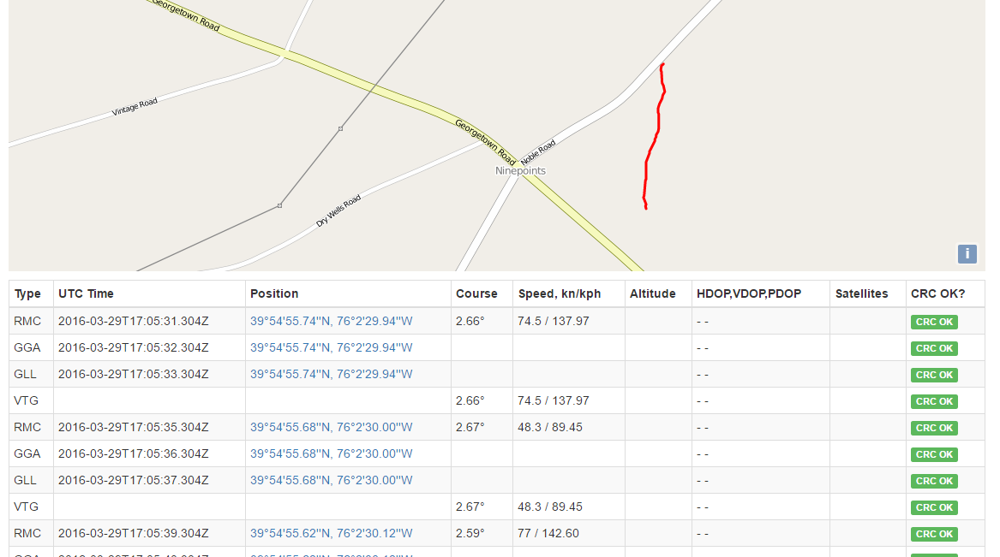 Georgetown Road
Vintage Road
Georgetown Road
Noble Road
Ninepoints
Dry Wells Road
i
Type UTC Time Position Course Speed, kn/kph Altitude HDOP,VDOP,PDOP Satellites CRC OK?
RMC 2016-03-29T17:05:31.304Z 39°54'55.74"N, 76°2'29.94"W 2.66° 74.5 / 137.97 - - CRC OK
GGA 2016-03-29T17:05:32.304Z 39°54'55.74"N, 76°2'29.94"W - - CRC OK
GLL 2016-03-29T17:05:33.304Z 39°54'55.74"N, 76°2'29.94"W - - CRC OK
VTG 2.66° 74.5 / 137.97 - - CRC OK
RMC 2016-03-29T17:05:35.304Z 39°54'55.68"N, 76°2'30.00"W 2.67° 48.3 / 89.45 - - CRC OK
GGA 2016-03-29T17:05:36.304Z 39°54'55.68"N, 76°2'30.00"W - - CRC OK
GLL 2016-03-29T17:05:37.304Z 39°54'55.68"N, 76°2'30.00"W - - CRC OK
VTG 2.67° 48.3 / 89.45 - - CRC OK
RMC 2016-03-29T17:05:39.304Z 39°54'55.62"N, 76°2'30.12"W 2.59° 77 / 142.60 - - CRC OK